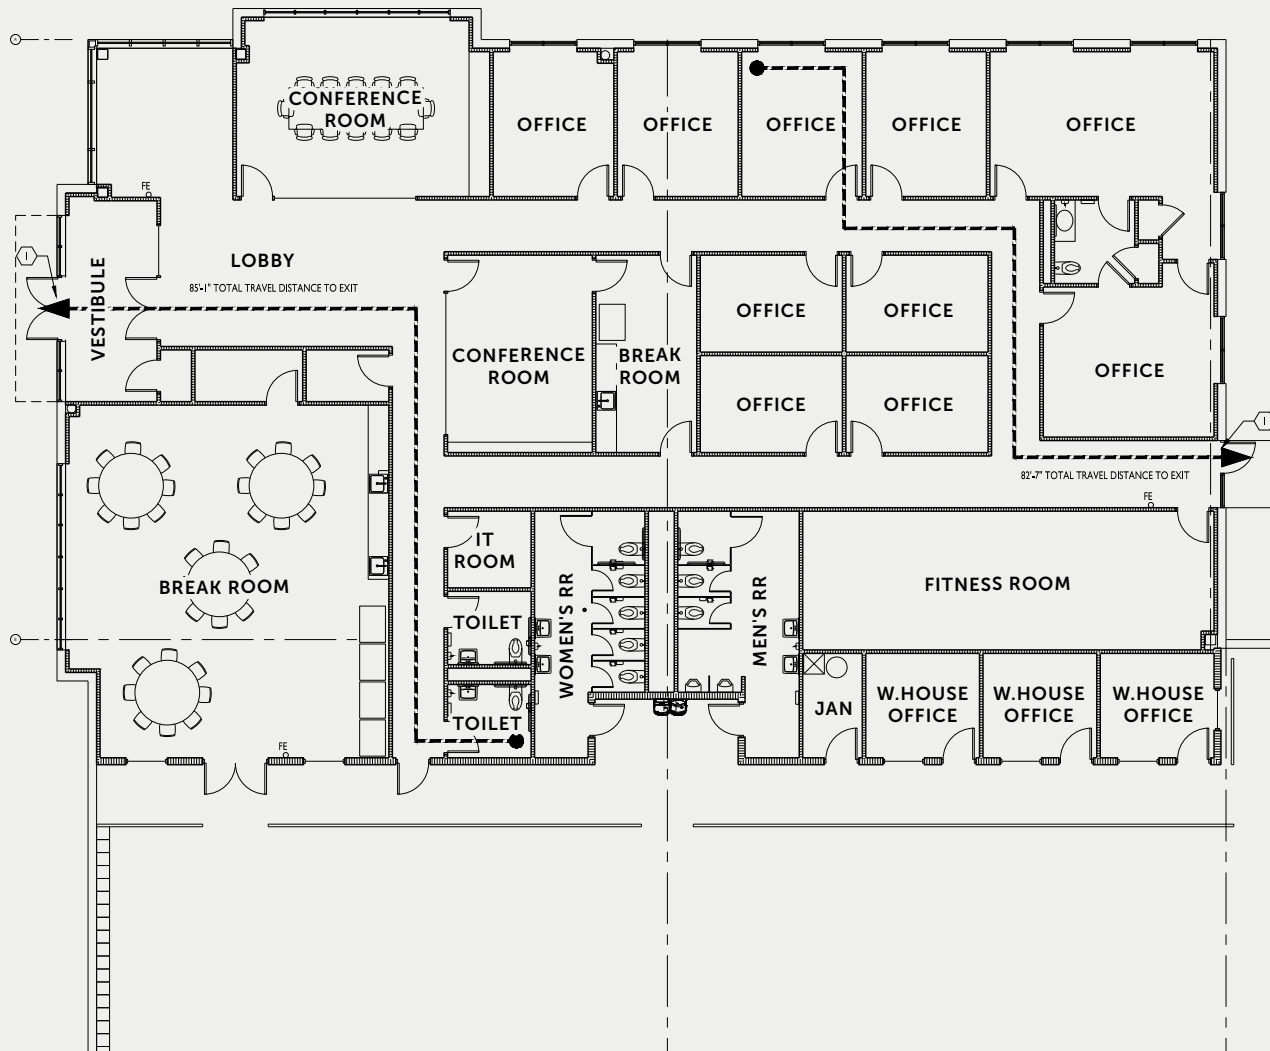 CONFERENCE
ROOM
OFFICE
OFFICE
OFFICE
OFFICE
OFFICE
FE
LOBBY
85'-1" TOTAL TRAVEL DISTANCE TO EXIT
1
VESTIBULE
CONFERENCE
ROOM
BREAK
ROOM
OFFICE
OFFICE
OFFICE
OFFICE
OFFICE
1
82'-7" TOTAL TRAVEL DISTANCE TO EXIT
FE
BREAK ROOM
IT
ROOM
TOILET
TOILET
WOMEN'S RR
MEN'S RR
FITNESS ROOM
JAN
W.HOUSE
OFFICE
W.HOUSE
OFFICE
W.HOUSE
OFFICE
FE